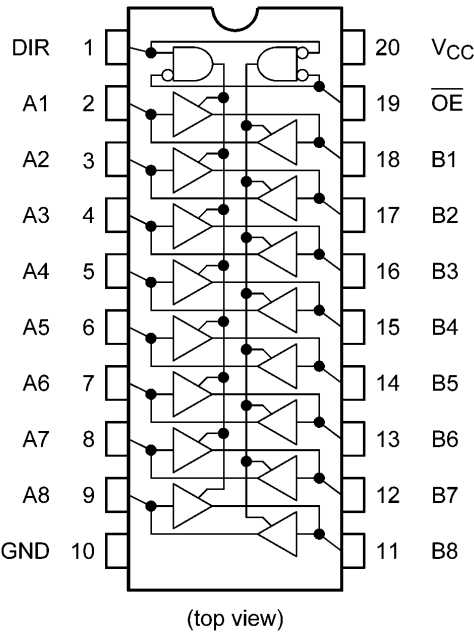 DIR 1 20 VCC
A1 2 19 OE
A2 3 18 B1
A3 4 17 B2
A4 5 16 B3
A5 6 15 B4
A6 7 14 B5
A7 8 13 B6
A8 9 12 B7
GND 10 11 B8
(top view)